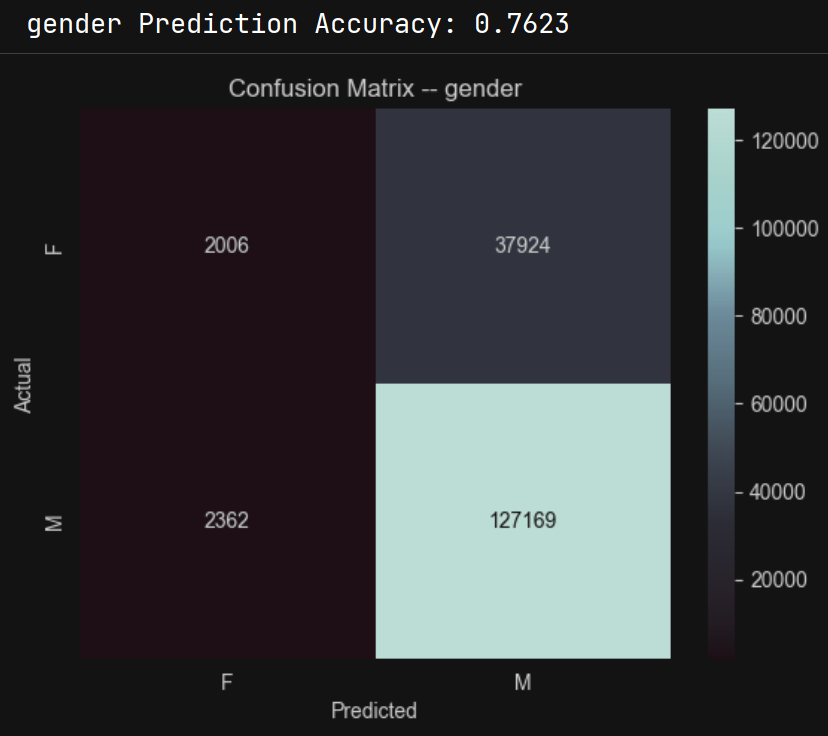 gender Prediction Accuracy: 0.7623
Confusion Matrix -- gender
120000
100000
80000
60000
40000
20000
Actual
F
2006 37924
M
2362 127169
F M
Predicted